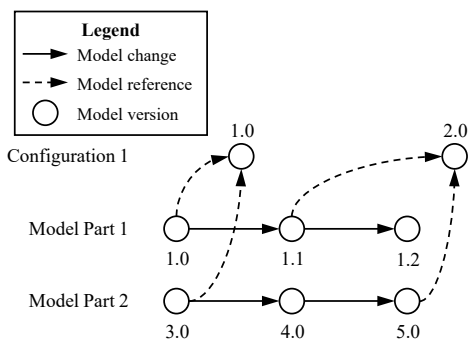 Legend
Model change
Model reference
Model version
1.0
2.0
Configuration 1
Model Part 1
1.0
1.1
1.2
Model Part 2
3.0
4.0
5.0